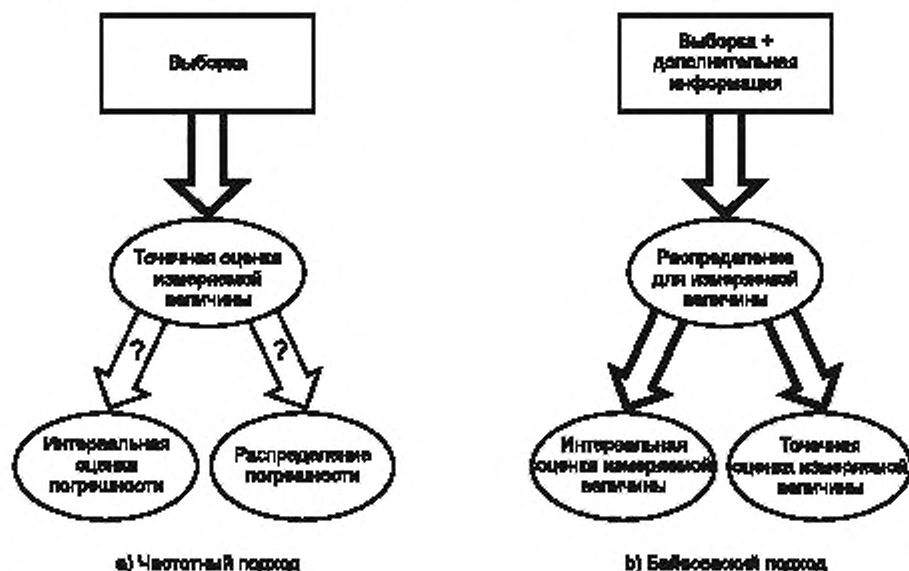 Выборка
Точечная оценка
измеряемой
величины
?
?
Интервальная
оценка
погрешности
Распределение
погрешности
а) Частотный подход
Выборка +
дополнительная
информация
Распределение
для измеряемой
величины
Интервальная
оценка измеряемой
величины
Точечная
оценка измеряемой
величины
b) Байесовский подход